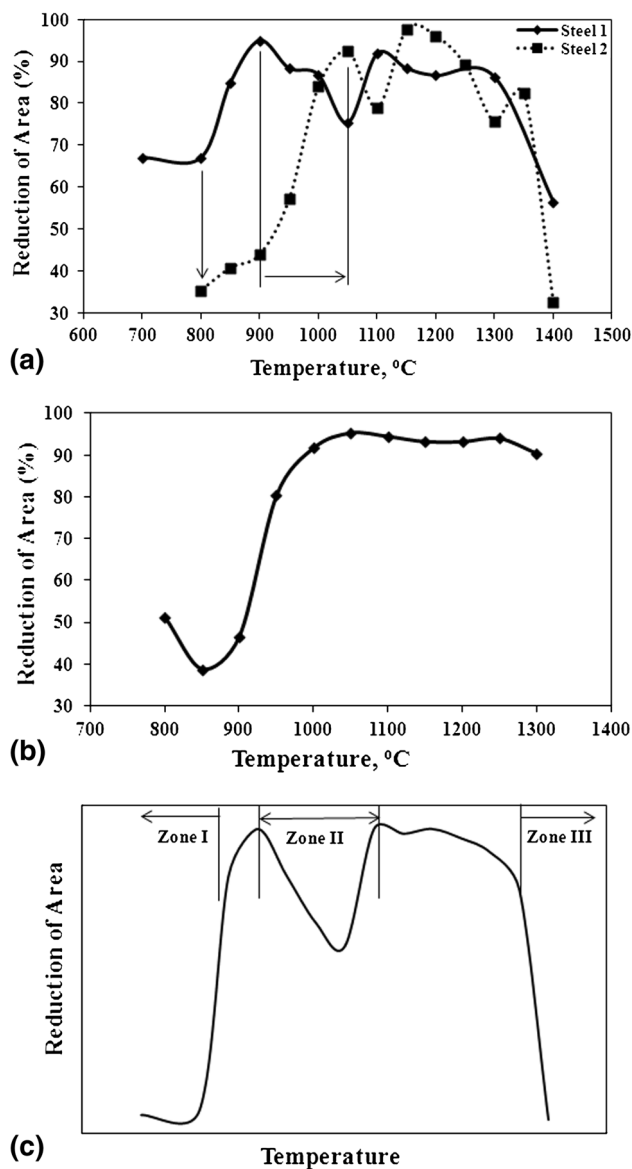 Steel 1
Steel 2
Reduction of Area (%)
100
90
80
70
60
50
40
30
600 700 800 900 1000 1100 1200 1300 1400 1500
Temperature, ºC
(a)
Reduction of Area (%)
100
90
80
70
60
50
40
30
700 800 900 1000 1100 1200 1300 1400
Temperature, ºC
(b)
Zone I Zone II Zone III
Reduction of Area
Temperature
(c)